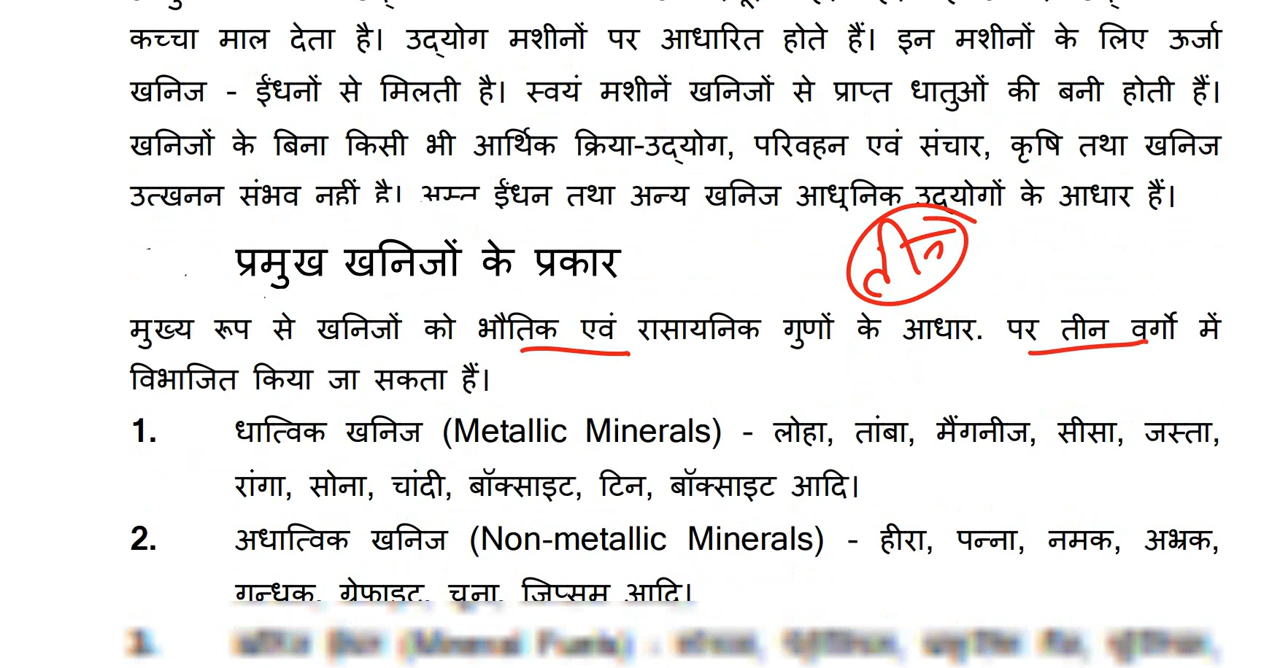 कच्चा माल देता है। उद्योग मशीनों पर आधारित होते हैं। इन मशीनों के लिए ऊर्जा
खनिज - ईंधनों से मिलती है। स्वयं मशीनें खनिजों से प्राप्त धातुओं की बनी होती हैं।
खनिजों के बिना किसी भी आर्थिक क्रिया-उद्योग, परिवहन एवं संचार, कृषि तथा खनिज
उत्खनन संभव नहीं है। ईंधन तथा अन्य खनिज आधुनिक उद्योगों के आधार हैं।
तीन
प्रमुख खनिजों के प्रकार
मुख्य रूप से खनिजों को भौतिक एवं रासायनिक गुणों के आधार. पर तीन वर्गो में
विभाजित किया जा सकता हैं।
1. धात्विक खनिज (Metallic Minerals) - लोहा, तांबा, मैंगनीज, सीसा, जस्ता,
रांगा, सोना, चांदी, बॉक्साइट, टिन, बॉक्साइट आदि।
2. अधात्विक खनिज (Non-metallic Minerals) - हीरा, पन्ना, नमक, अभ्रक,
गन्धक, ग्रेफाइट, चूना, जिप्सम आदि।
3. (Mineral Fuels) -